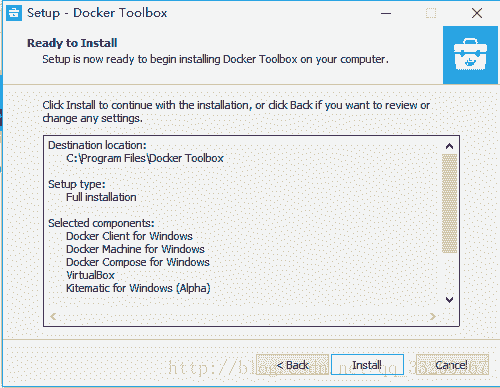 Setup - Docker Toolbox
Ready to Install
Setup is now ready to begin installing Docker Toolbox on your computer.
Click Install to continue with the installation, or click Back if you want to review or
change any settings.
Destination location:
C:\Program Files\Docker Toolbox
Setup type:
Full installation
Selected components:
Docker Client for Windows
Docker Machine for Windows
Docker Compose for Windows
VirtualBox
Kitematic for Windows (Alpha)
< Back
Install
Cancel